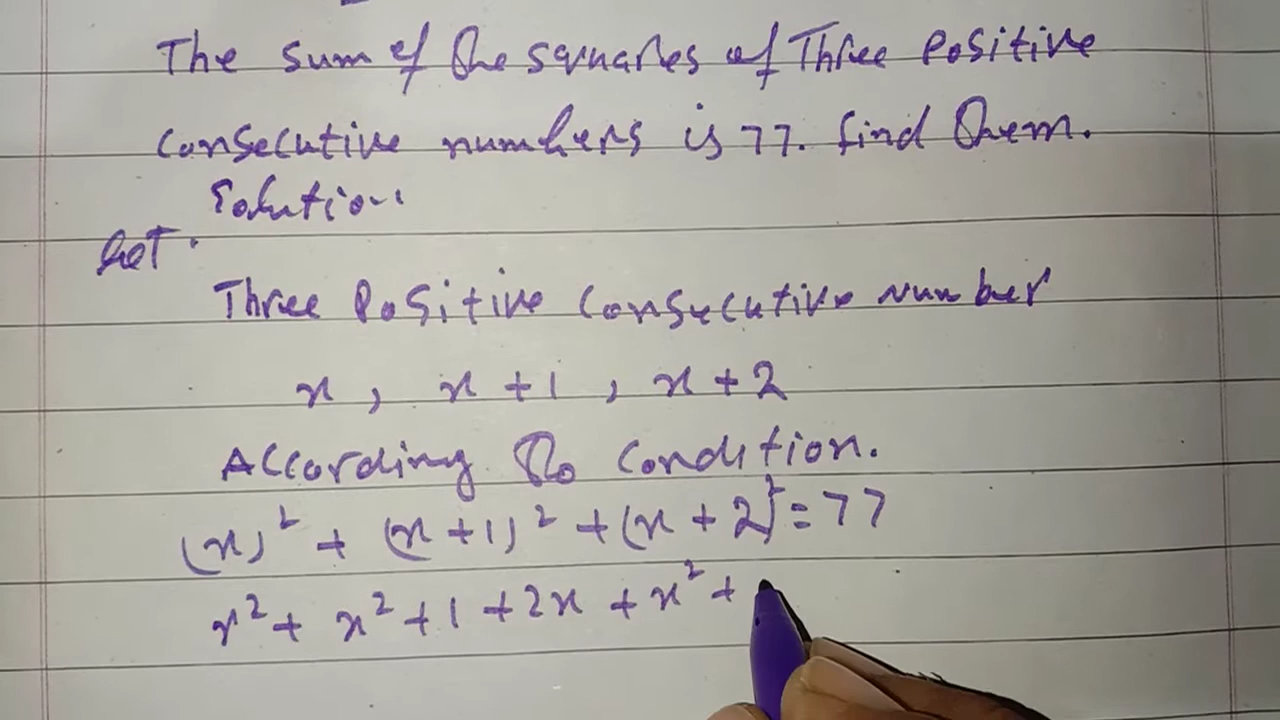 The sum of the squares of Three Positive
consecutive numbers is 77. find them.
Solution:
Let.
Three Positive Consecutive Number
x , x + 1 , x + 2
According to condition.
(x)² + (x + 1)² + (x + 2)² = 77
x² + x² + 1 + 2x + x² +